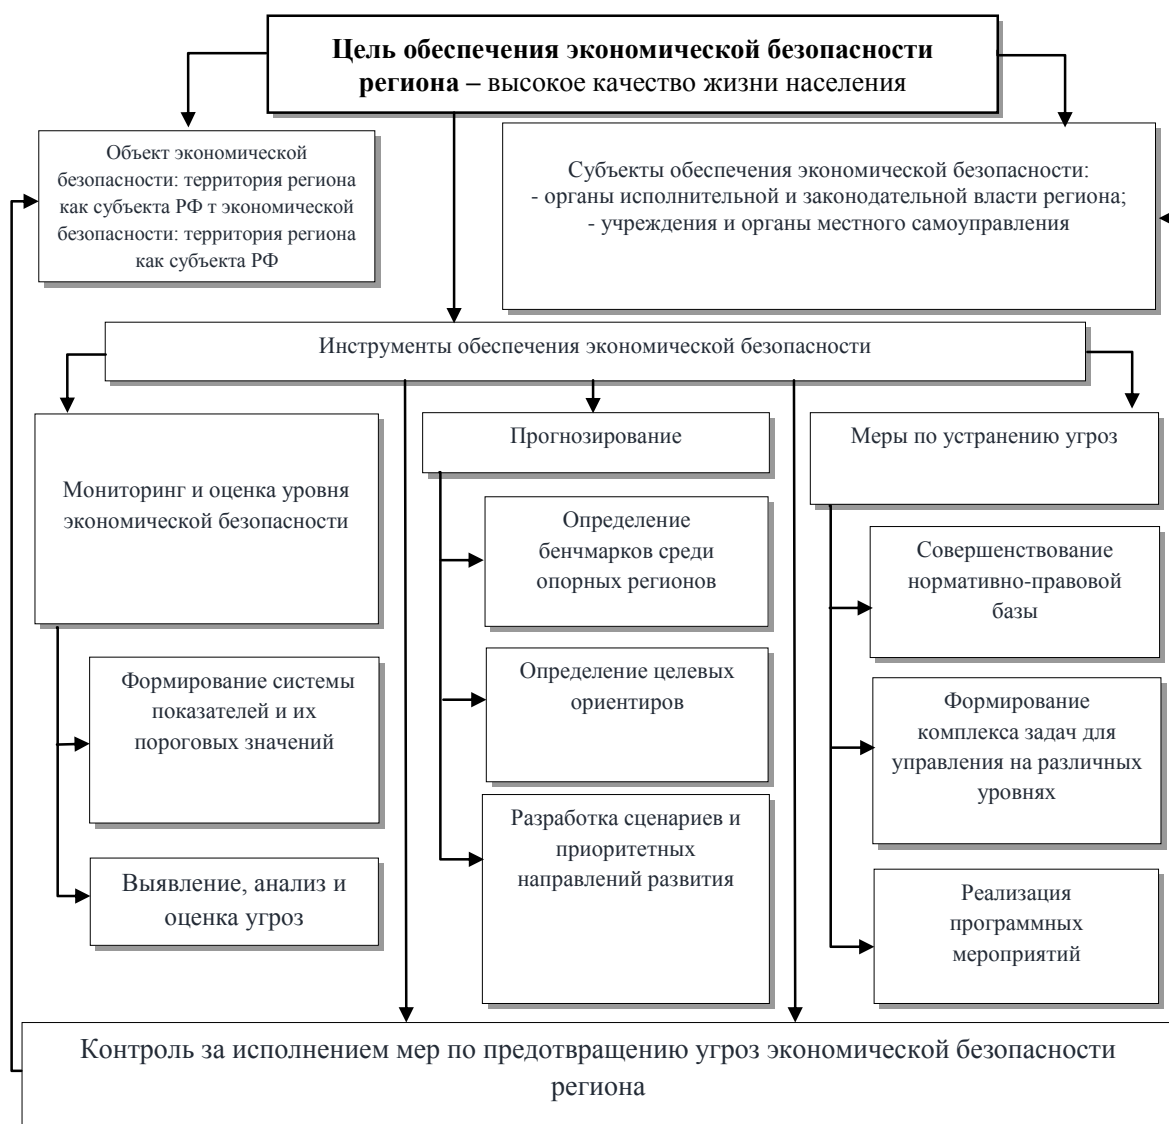 Цель обеспечения экономической безопасности
региона – высокое качество жизни населения
Объект экономической
безопасности: территория региона
как субъекта РФ т экономической
безопасности: территория региона
как субъекта РФ
Субъекты обеспечения экономической безопасности:
- органы исполнительной и законодательной власти региона;
- учреждения и органы местного самоуправления
Инструменты обеспечения экономической безопасности
Мониторинг и оценка уровня
экономической безопасности
Формирование системы
показателей и их
пороговых значений
Выявление, анализ и
оценка угроз
Прогнозирование
Определение
бенчмарков среди
опорных регионов
Определение целевых
ориентиров
Разработка сценариев и
приоритетных
направлений развития
Меры по устранению угроз
Совершенствование
нормативно-правовой
базы
Формирование
комплекса задач для
управления на различных
уровнях
Реализация
программных
мероприятий
Контроль за исполнением мер по предотвращению угроз экономической безопасности
региона